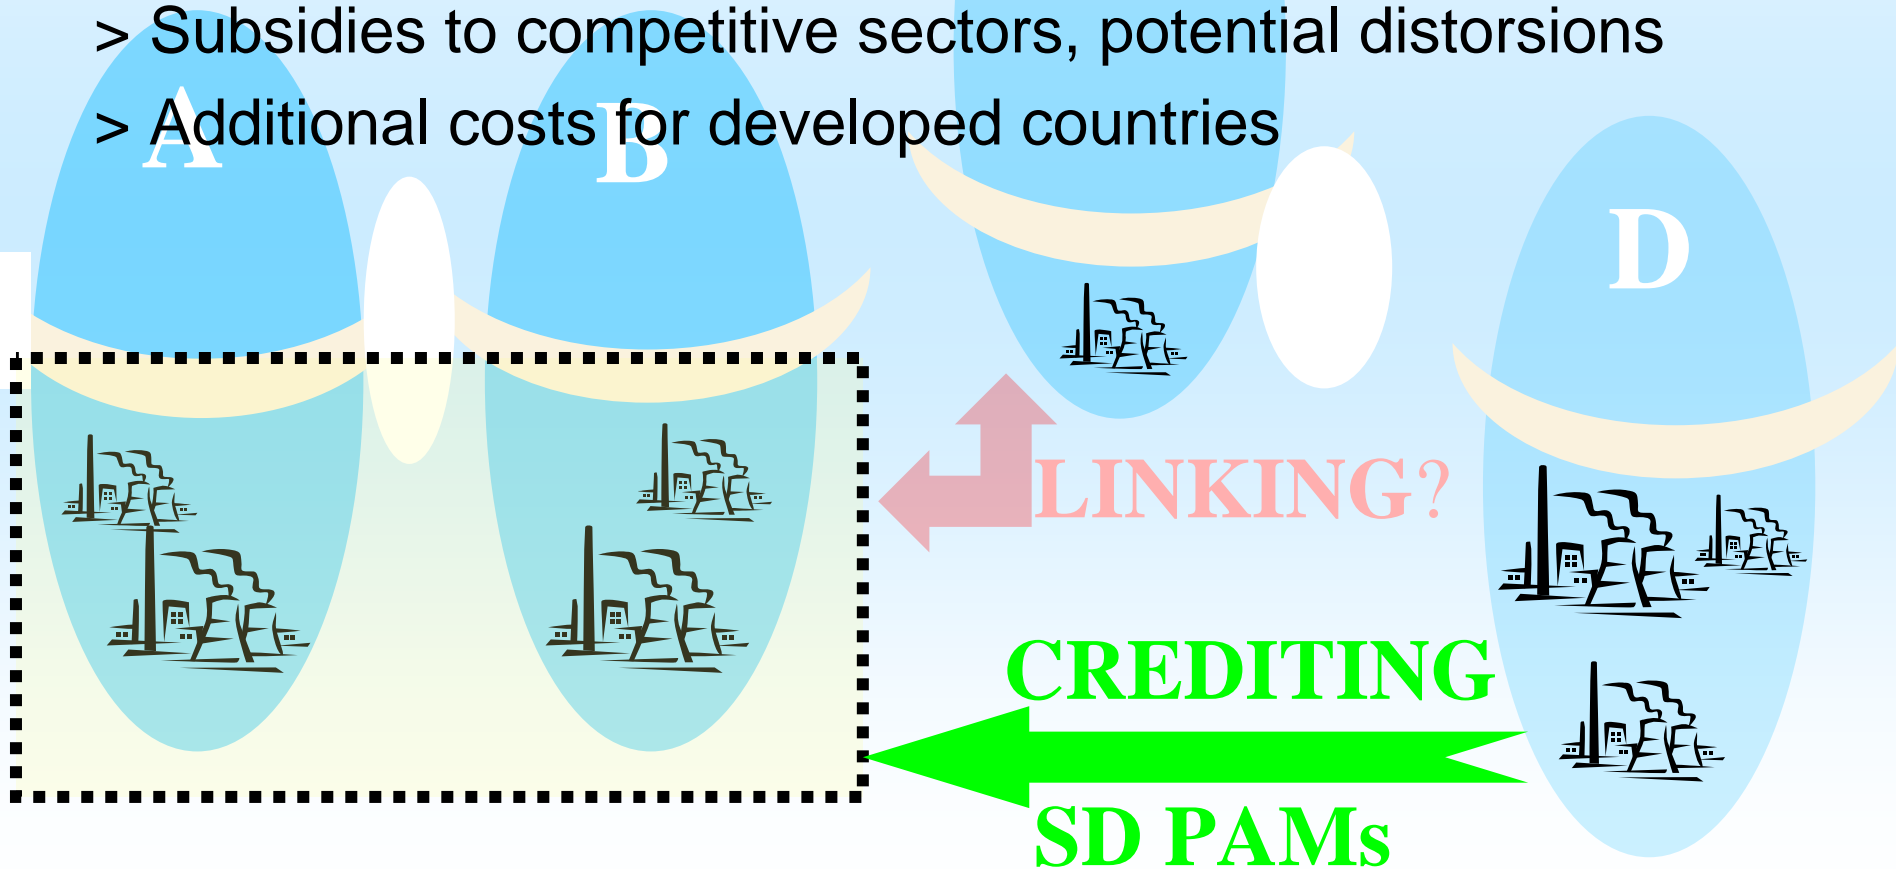 > Subsidies to competitive sectors, potential distorsions
> Additional costs for developed countries
A
B
D
LINKING?
CREDITING
SD PAMs